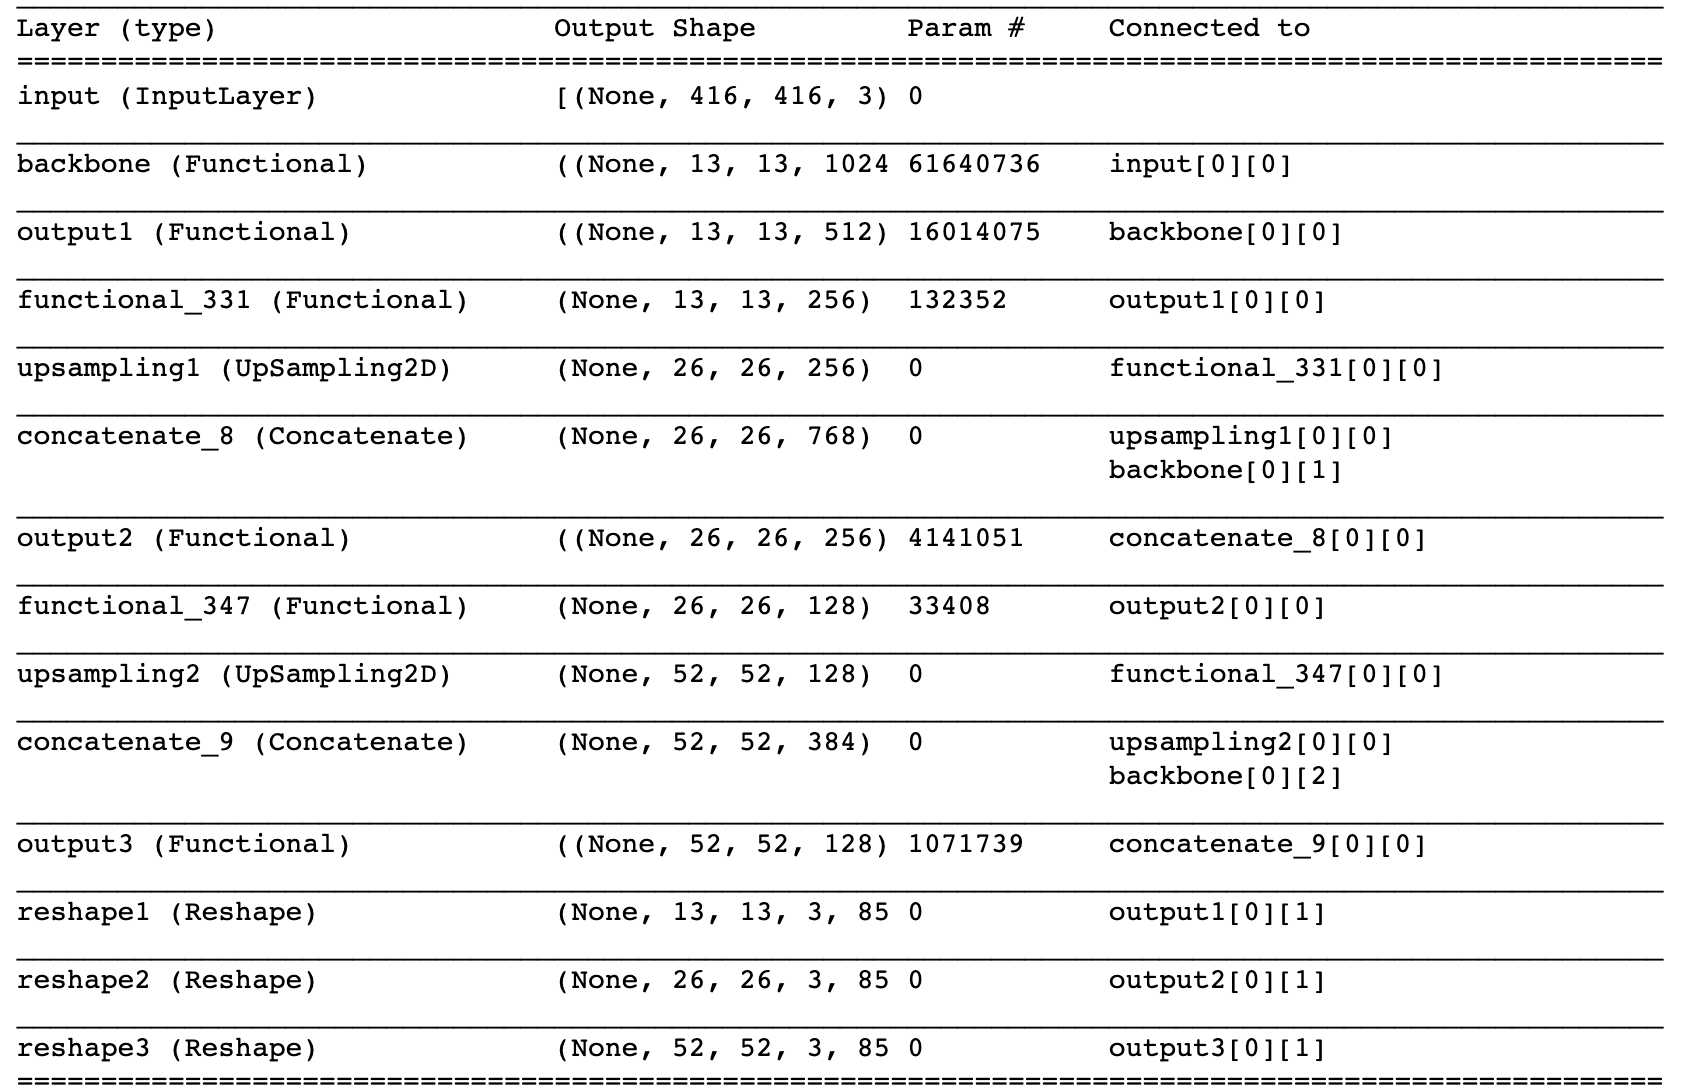 Layer (type) Output Shape Param # Connected to
==================================================================================================
input (InputLayer) [(None, 416, 416, 3) 0
backbone (Functional) ((None, 13, 13, 1024 61640736 input[0][0]
output1 (Functional) ((None, 13, 13, 512) 16014075 backbone[0][0]
functional_331 (Functional) (None, 13, 13, 256) 132352 output1[0][0]
upsampling1 (UpSampling2D) (None, 26, 26, 256) 0 functional_331[0][0]
concatenate_8 (Concatenate) (None, 26, 26, 768) 0 upsampling1[0][0]
backbone[0][1]
output2 (Functional) ((None, 26, 26, 256) 4141051 concatenate_8[0][0]
functional_347 (Functional) (None, 26, 26, 128) 33408 output2[0][0]
upsampling2 (UpSampling2D) (None, 52, 52, 128) 0 functional_347[0][0]
concatenate_9 (Concatenate) (None, 52, 52, 384) 0 upsampling2[0][0]
backbone[0][2]
output3 (Functional) ((None, 52, 52, 128) 1071739 concatenate_9[0][0]
reshape1 (Reshape) (None, 13, 13, 3, 85 0 output1[0][1]
reshape2 (Reshape) (None, 26, 26, 3, 85 0 output2[0][1]
reshape3 (Reshape) (None, 52, 52, 3, 85 0 output3[0][1]
==================================================================================================